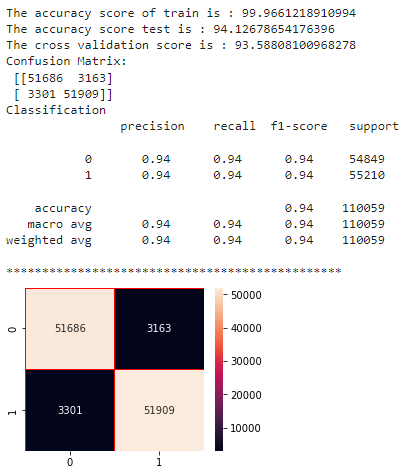 The accuracy score of train is : 99.9661218910994
The accuracy score test is : 94.12678654176396
The cross validation score is : 93.58808100968278
Confusion Matrix:
[[51686 3163]
[ 3301 51909]]
Classification
precision recall f1-score support
0 0.94 0.94 0.94 54849
1 0.94 0.94 0.94 55210
accuracy 0.94 110059
macro avg 0.94 0.94 0.94 110059
weighted avg 0.94 0.94 0.94 110059
***********************************************
50000
0 51686 3163
40000
30000
20000
1 3301 51909
10000
0 1